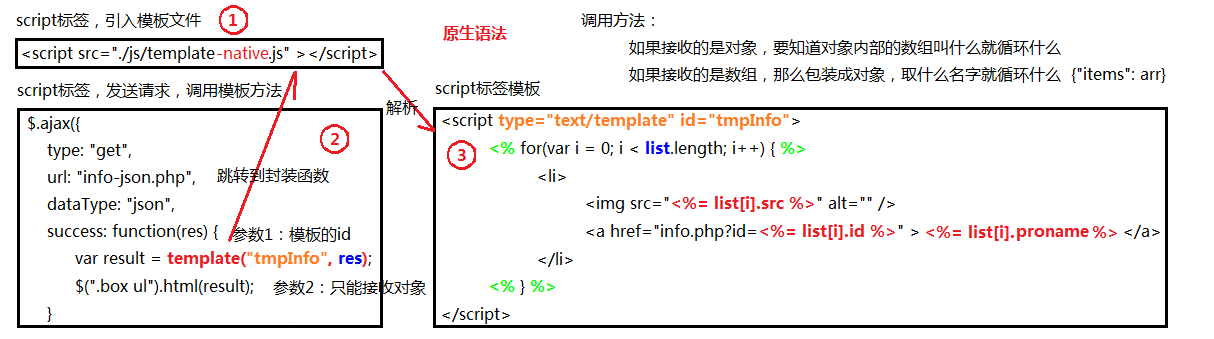 script标签，引入模板文件
1
<script src="./js/template-native.js" ></script>
script标签，发送请求，调用模板方法
$.ajax({
2
type: "get",
url: "info-json.php",
跳转到封装函数
dataType: "json",
success: function(res) {
参数1：模板的id
var result = template("tmpInfo", res);
$(".box ul").html(result);
参数2：只能接收对象
}
解析
原生语法
调用方法：
如果接收的是对象，要知道对象内部的数组叫什么就循环什么
如果接收的是数组，那么包装成对象，取什么名字就循环什么 {"items": arr}
script标签模板
<script type="text/template" id="tmpInfo">
3
<% for(var i = 0; i < list.length; i++) { %>
<li>
<img src="<%= list[i].src %>" alt="" />
<a href="info.php?id=<%= list[i].id %>" > <%= list[i].proname %> </a>
</li>
<% } %>
</script>